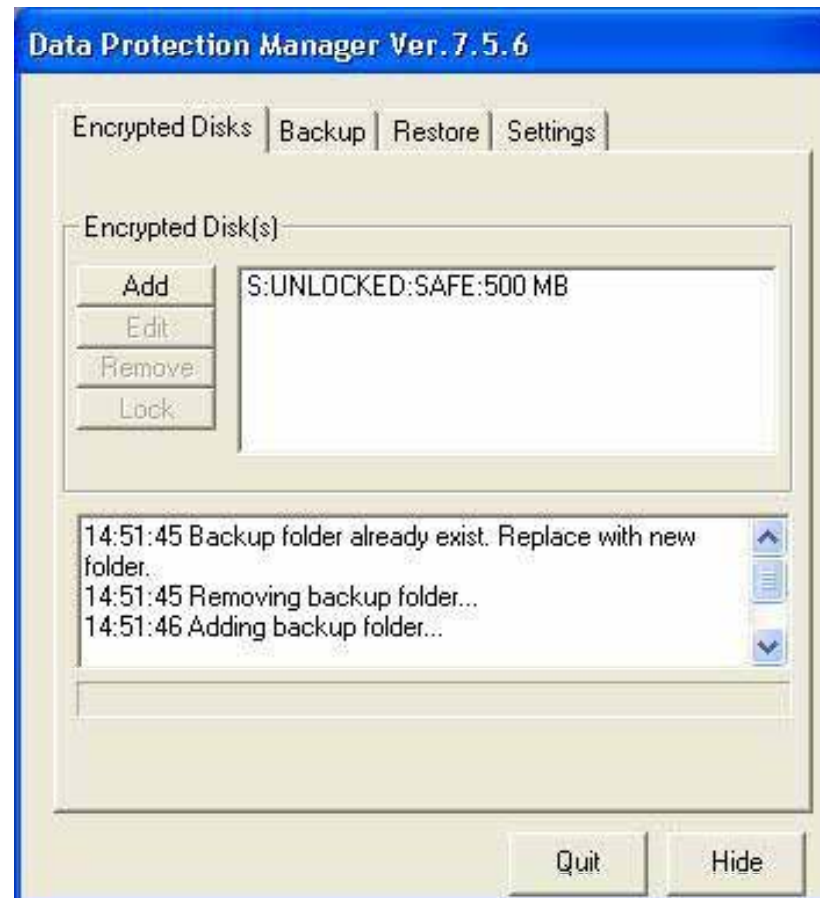 Data Protection Manager Ver.7.5.6
Encrypted Disks Backup Restore Settings
Encrypted Disk(s)
Add
Edit
Remove
Lock
S:UNLOCKED:SAFE:500 MB
14:51:45 Backup folder already exist. Replace with new
folder.
14:51:45 Removing backup folder...
14:51:46 Adding backup folder...
Quit Hide